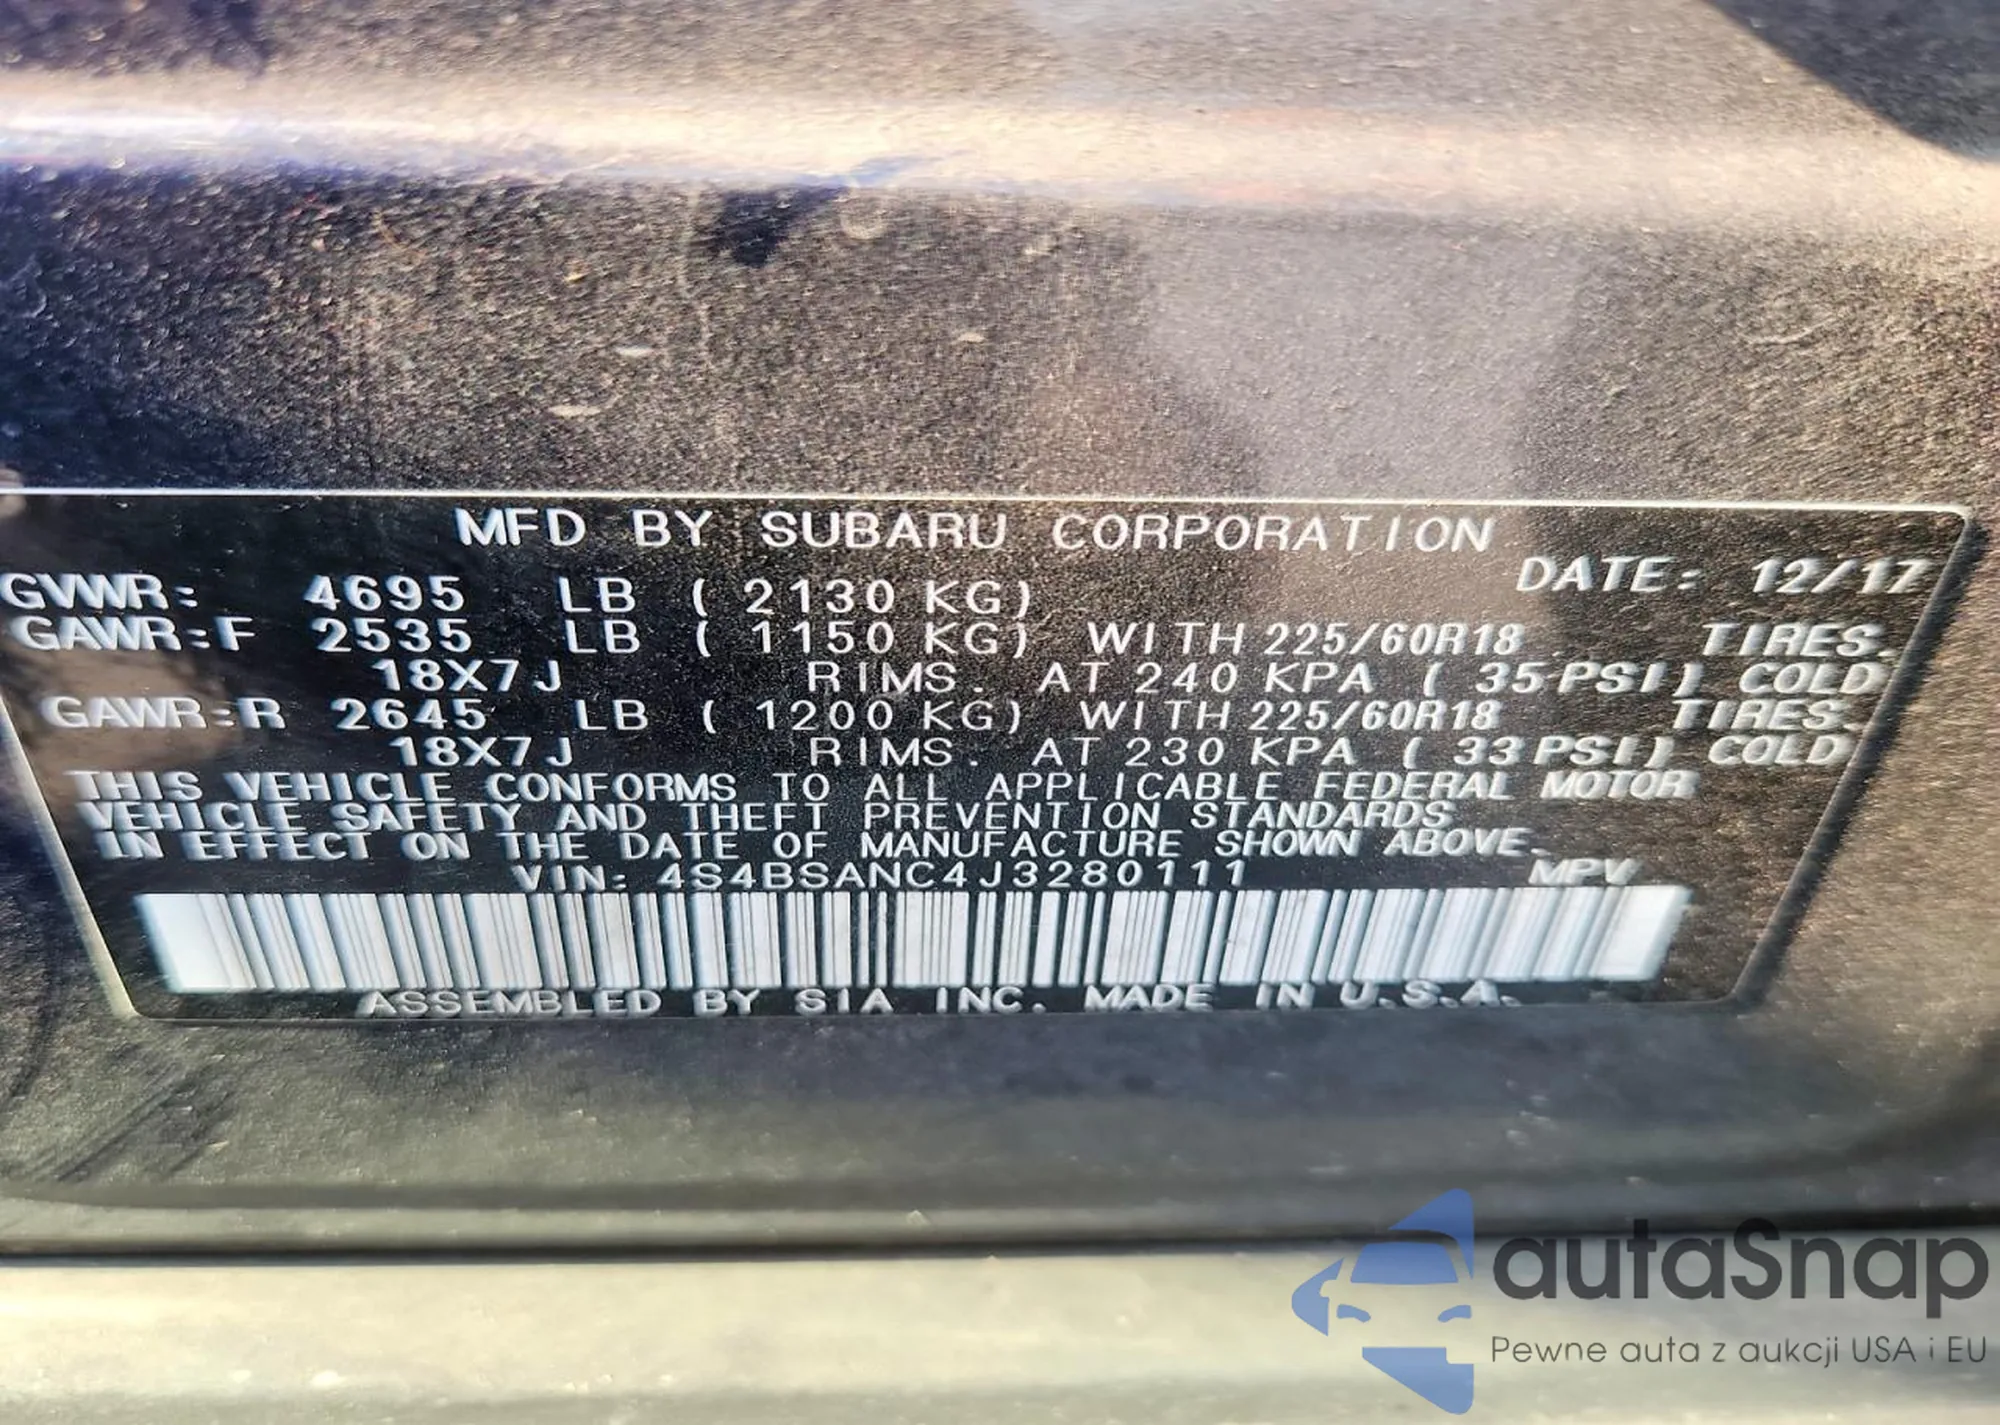 MFD BY SUBARU CORPORATION
DATE: 12/17
GVWR: 4695 LB ( 2130 KG)
GAWR:F 2535 LB ( 1150 KG) WITH 225/60R18 TIRES.
18X7J RIMS. AT 240 KPA ( 35 PSI) COLD
GAWR:R 2645 LB ( 1200 KG) WITH 225/60R18 TIRES.
18X7J RIMS. AT 230 KPA ( 33 PSI) COLD
THIS VEHICLE CONFORMS TO ALL APPLICABLE FEDERAL MOTOR
VEHICLE SAFETY AND THEFT PREVENTION STANDARDS
IN EFFECT ON THE DATE OF MANUFACTURE SHOWN ABOVE.
VIN: 4S4BSANC4J3280111 MPV
ASSEMBLED BY SIA INC. MADE IN U.S.A.
autaSnap
Pewne auta z aukcji USA i EU